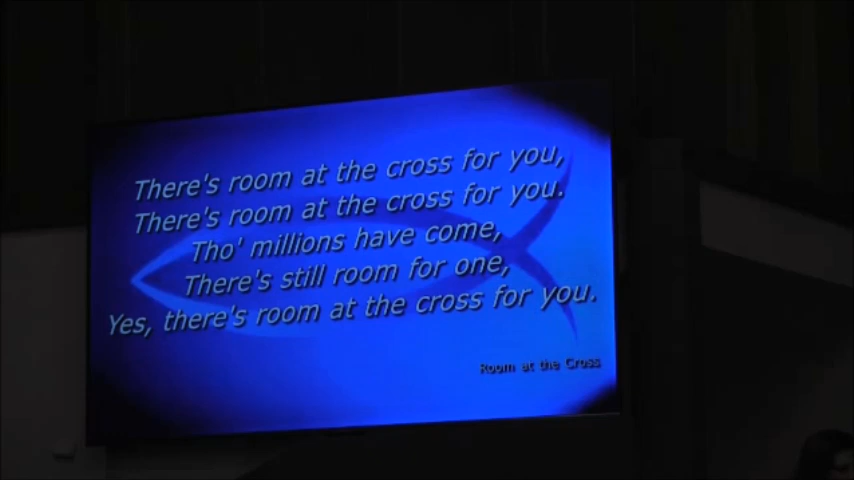 There's room at the cross for you,
There's room at the cross for you.
Tho' millions have come,
There's still room for one,
Yes, there's room at the cross for you.
Room at the Cross